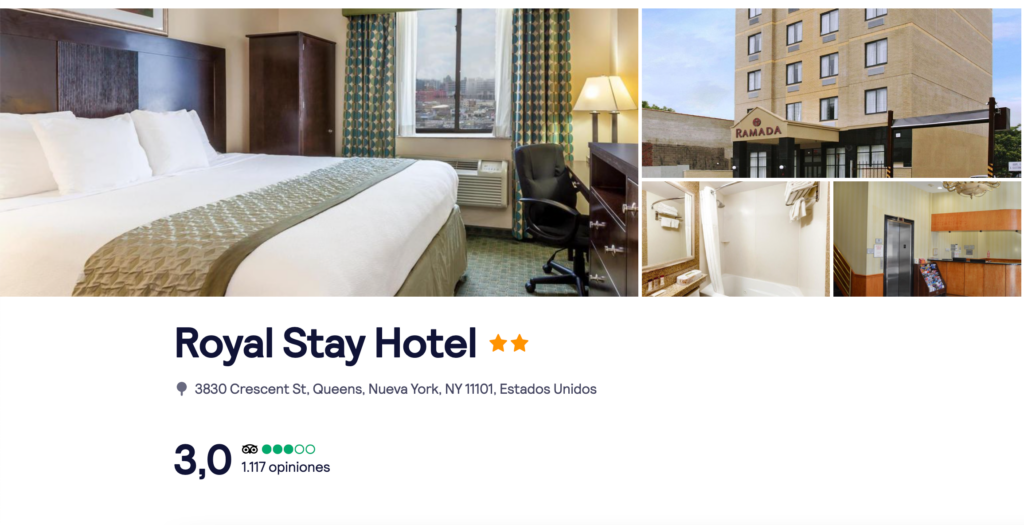 RAMADA
Royal Stay Hotel
3830 Crescent St, Queens, Nueva York, NY 11101, Estados Unidos
3,0
1.117 opiniones